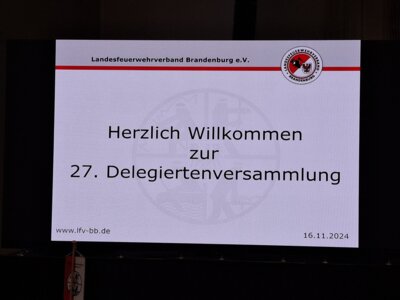 Landesfeuerwehrverband Brandenburg e.V.
Herzlich Willkommen
zur
27. Delegiertenversammlung
www.lfv-bb.de
16.11.2024